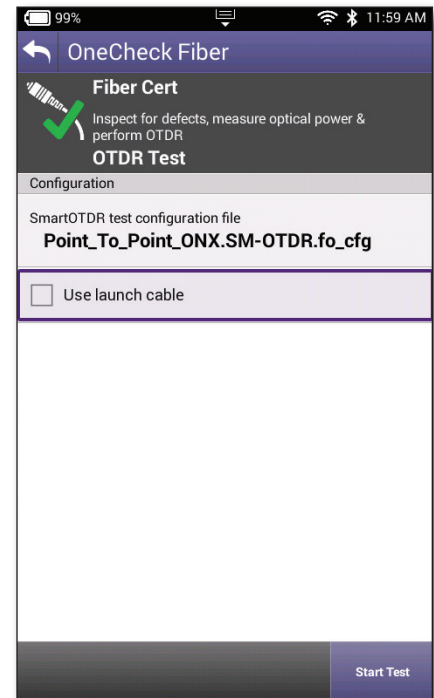 99%
11:59 AM
OneCheck Fiber
Fiber Cert
Inspect for defects, measure optical power &
perform OTDR
OTDR Test
Configuration
SmartOTDR test configuration file
Point_To_Point_ONX.SM-OTDR.fo_cfg
Use launch cable
Start Test